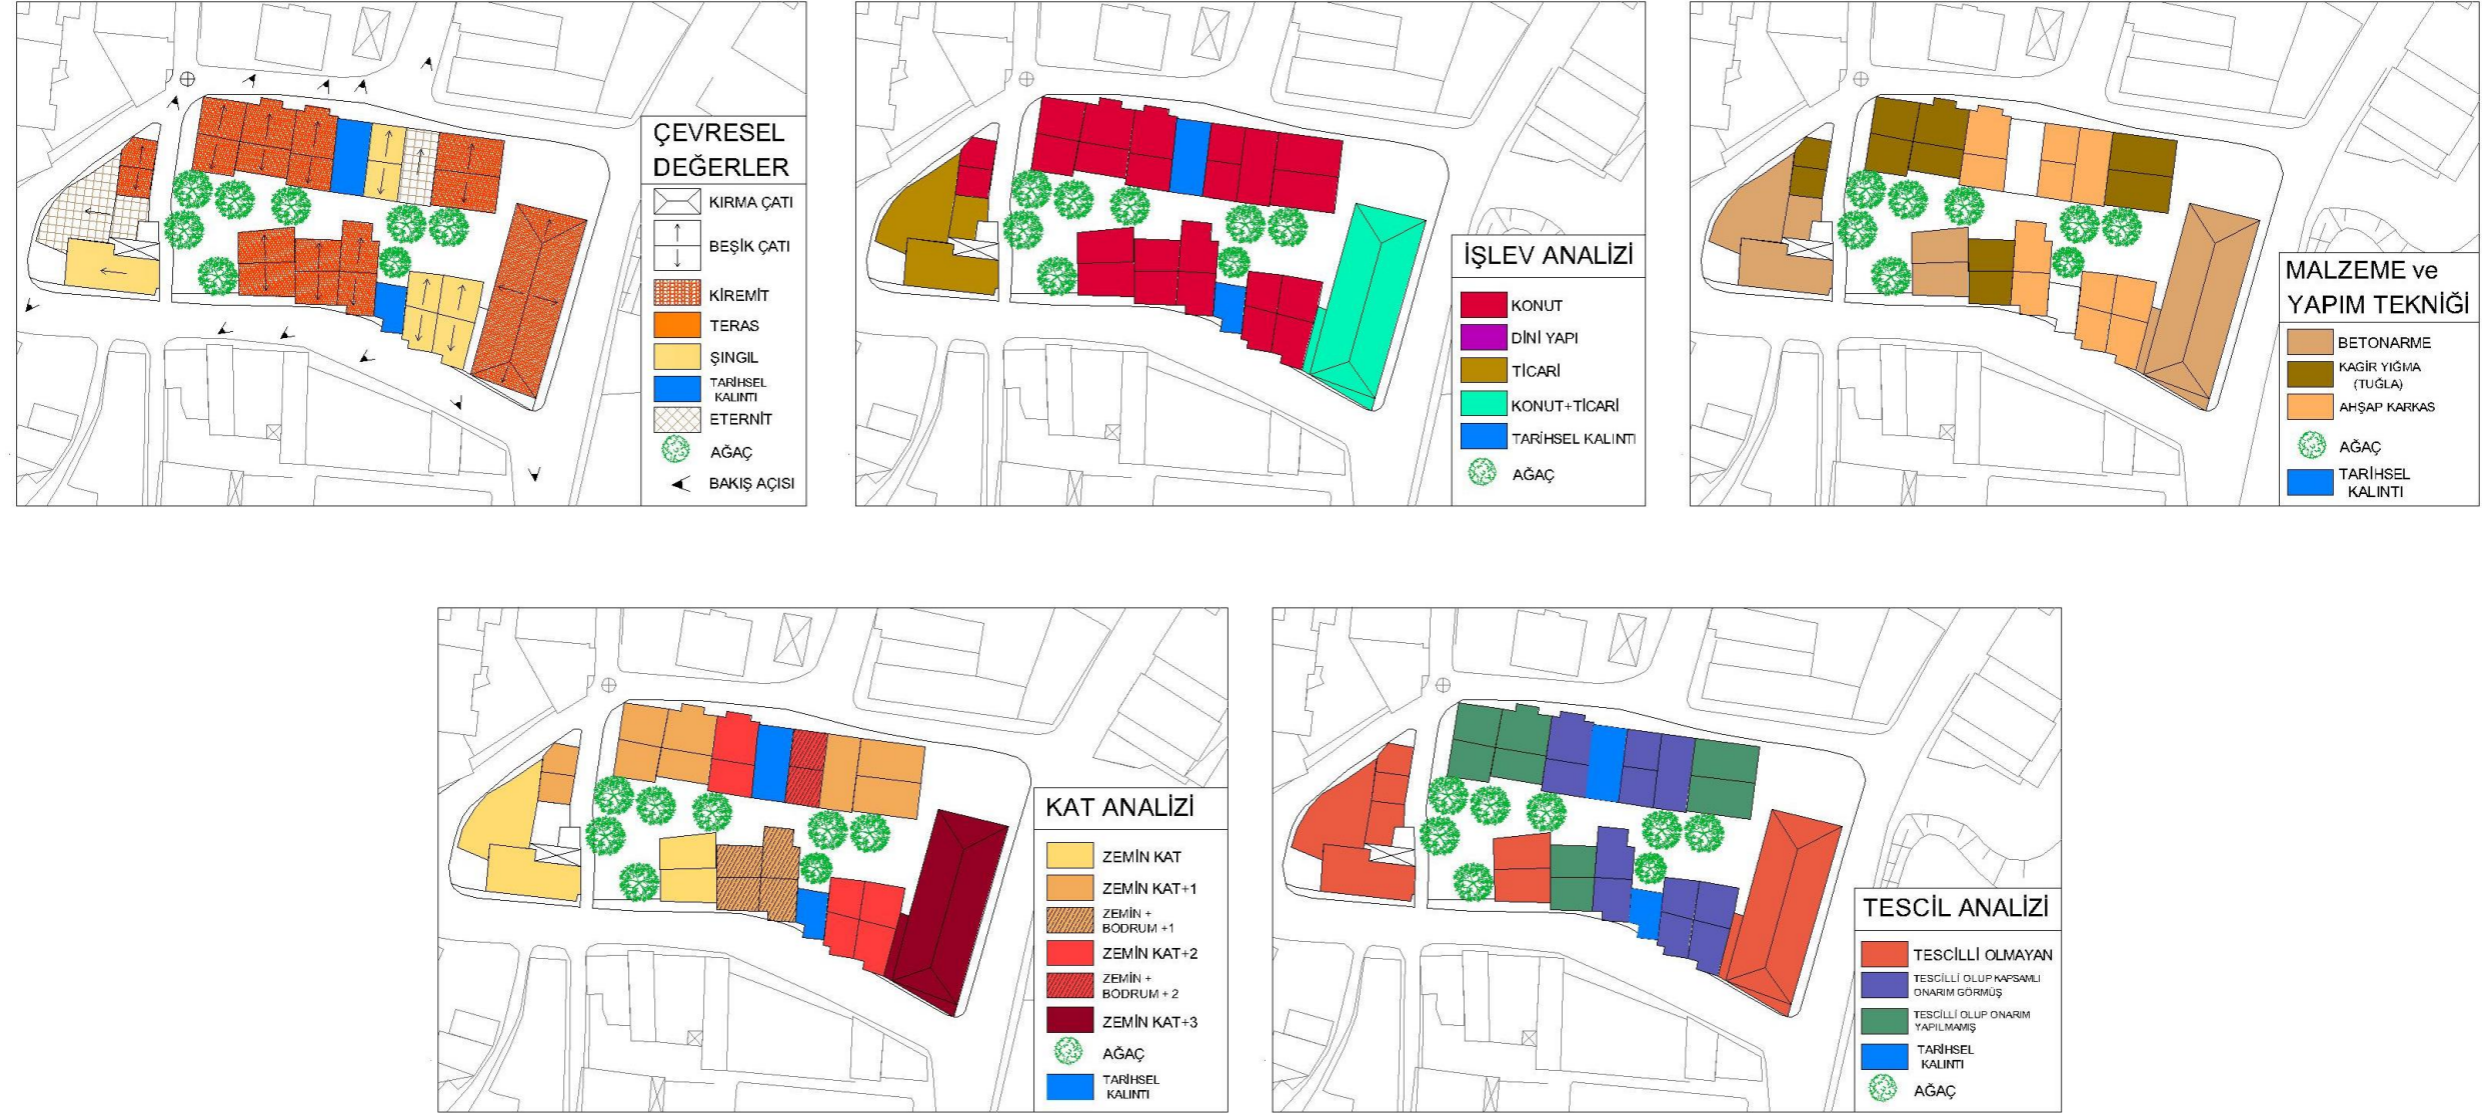 ÇEVRESEL
DEĞERLER
KIRMA ÇATI
BEŞİK ÇATI
KİREMİT
TERAS
ŞINGIL
TARİHSEL
KALINTI
ETERNİT
AĞAÇ
BAKIŞ AÇISI
İŞLEV ANALİZİ
KONUT
DİNİ YAPI
TİCARİ
KONUT+TİCARİ
TARİHSEL KALINTI
AĞAÇ
MALZEME ve
YAPIM TEKNİĞİ
BETONARME
KAGİR YIĞMA
(TUĞLA)
AHŞAP KARKAS
AĞAÇ
TARİHSEL
KALINTI
KAT ANALİZİ
ZEMİN KAT
ZEMİN KAT+1
ZEMİN +
BODRUM +1
ZEMİN KAT+2
ZEMİN +
BODRUM + 2
ZEMİN KAT+3
AĞAÇ
TARİHSEL
KALINTI
TESCİL ANALİZİ
TESCİLLİ OLMAYAN
TESCİLLİ OLUP KAPSAMLI
ONARIM GÖRMÜŞ
TESCİLLİ OLUP ONARIM
YAPILMAMIŞ
TARİHSEL
KALINTI
AĞAÇ